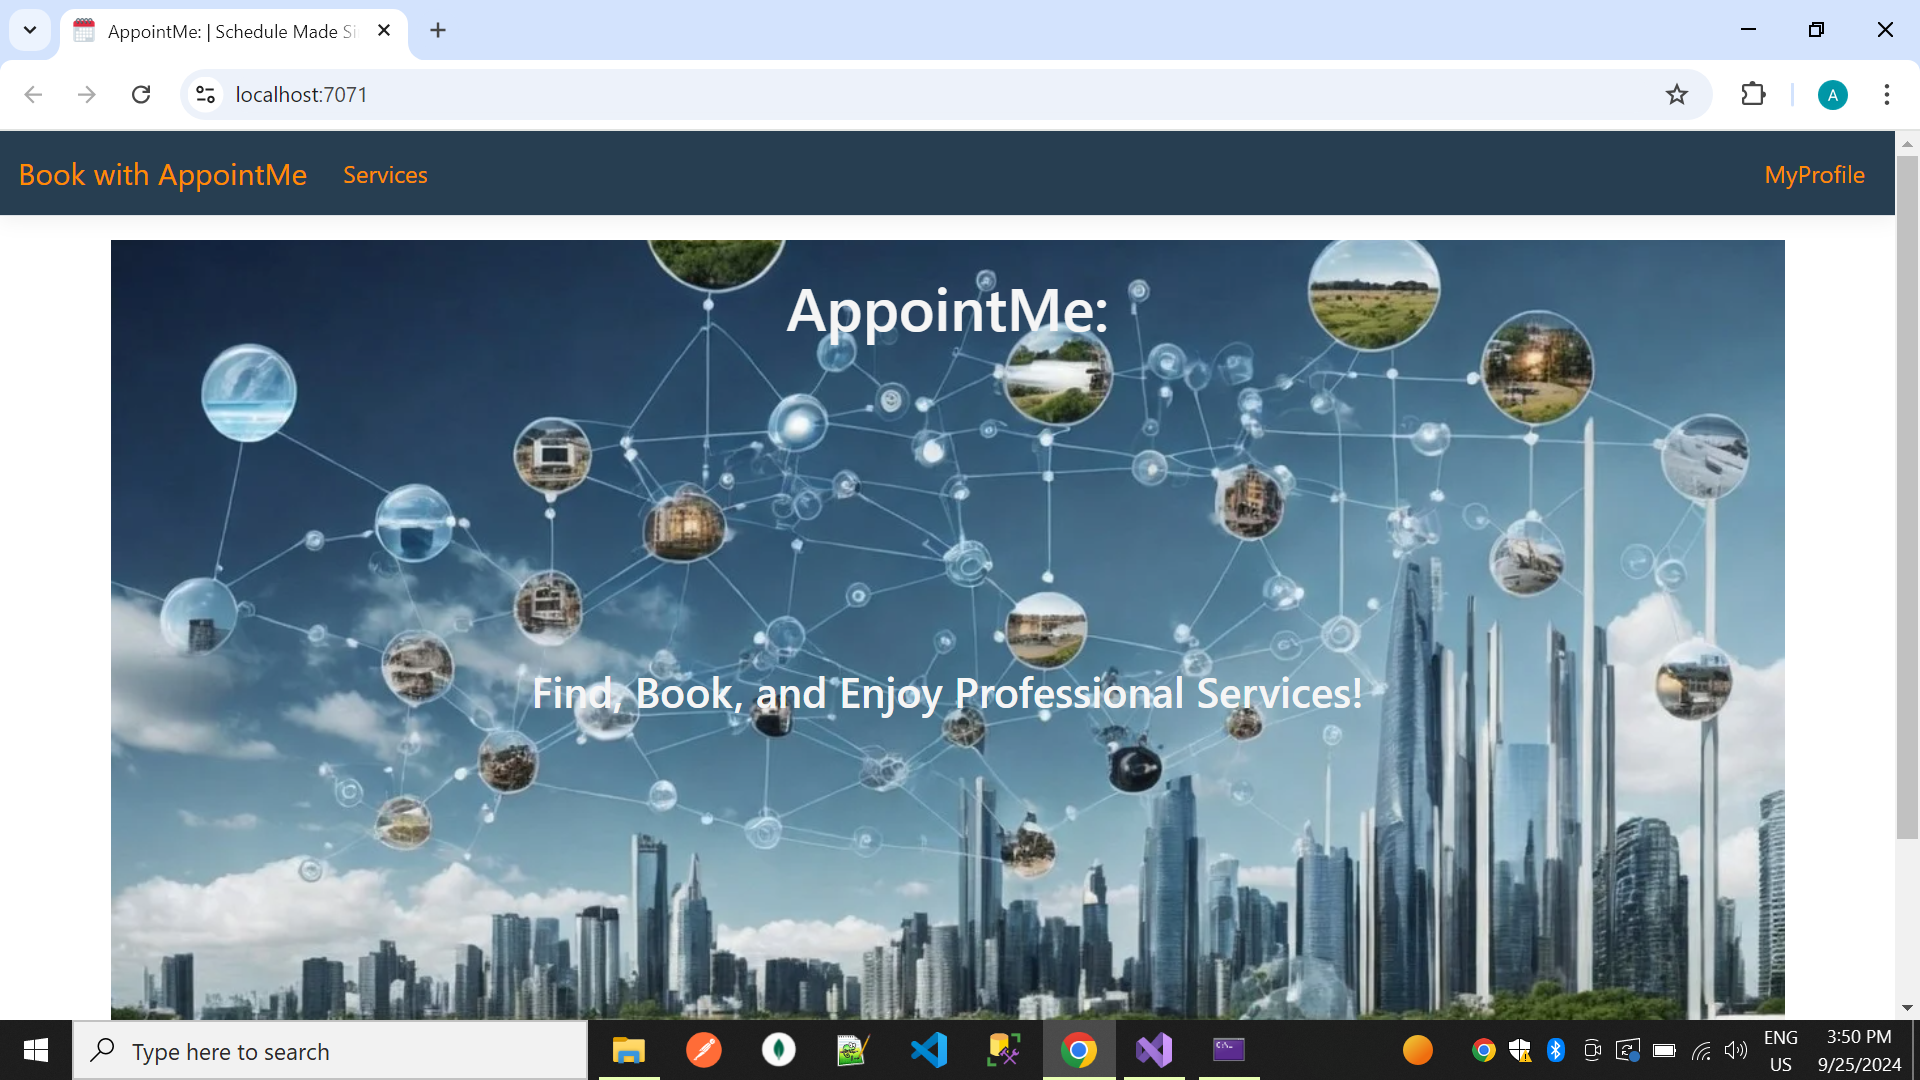 AppointMe: | Schedule Made Si
localhost:7071
A
Book with AppointMe
Services
MyProfile
AppointMe:
Find, Book, and Enjoy Professional Services!
Type here to search
C:\_
ENG
US
3:50 PM
9/25/2024